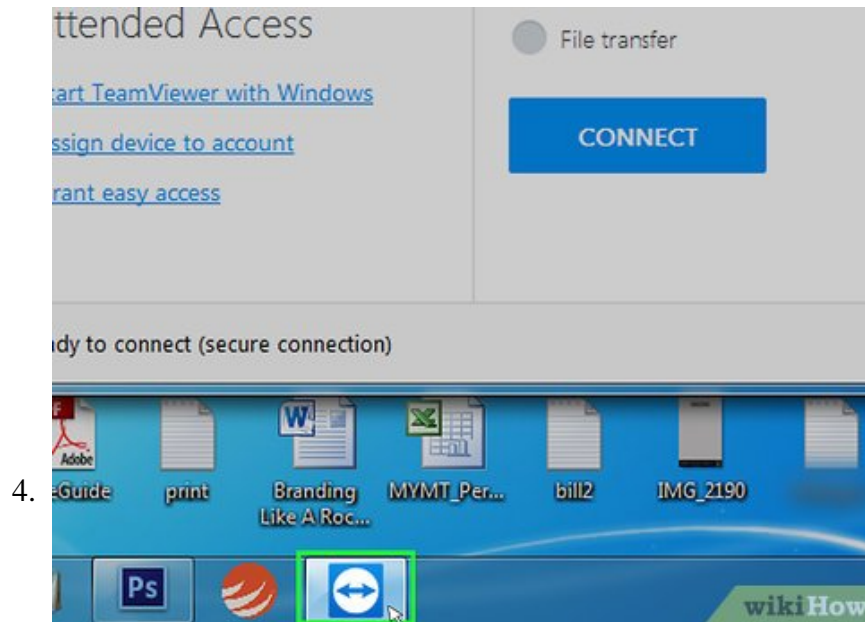 ttended Access
File transfer
tart TeamViewer with Windows
CONNECT
ssign device to account
rant easy access
dy to connect (secure connection)
Adobe
4.
eGuide
print
Branding
Like A Roc...
MYMT_Per...
bill2
IMG_2190
Ps
wikiHow